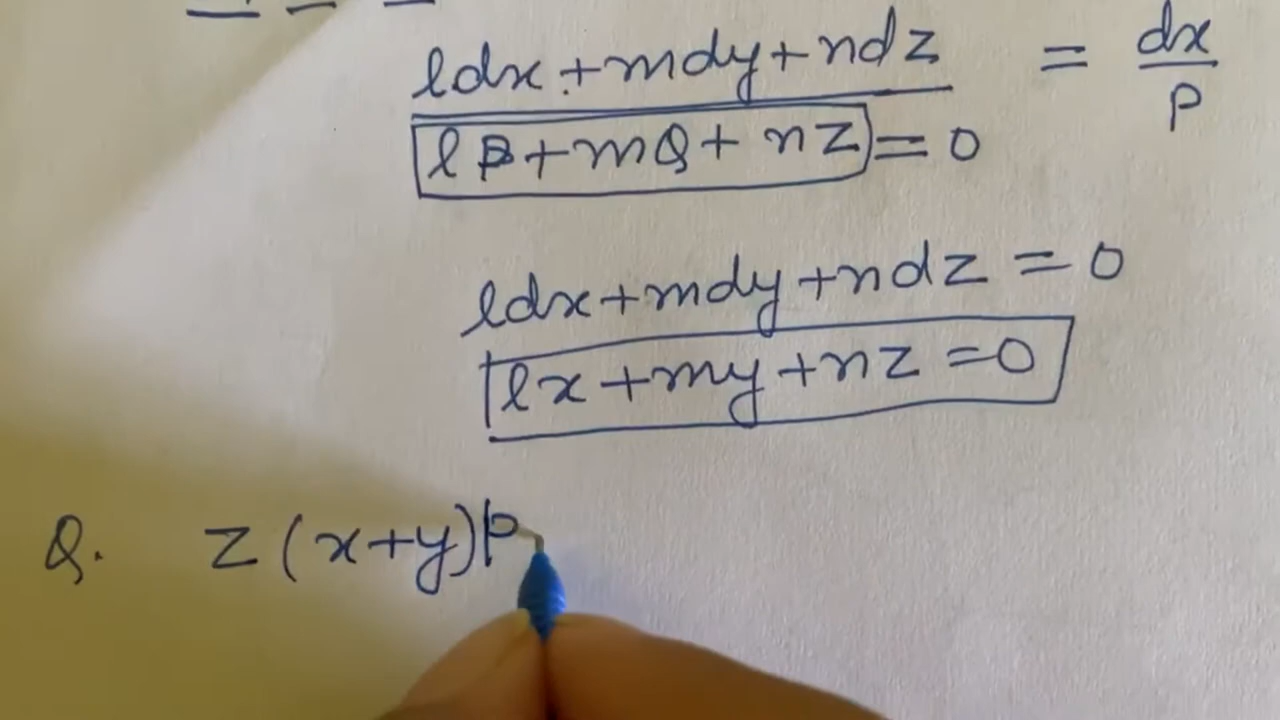 ldx+mdy+ndz = dx
lP+mQ+nZ = 0 P
ldx+mdy+ndz = 0
lx+my+nz = 0
Q. z(x+y)p